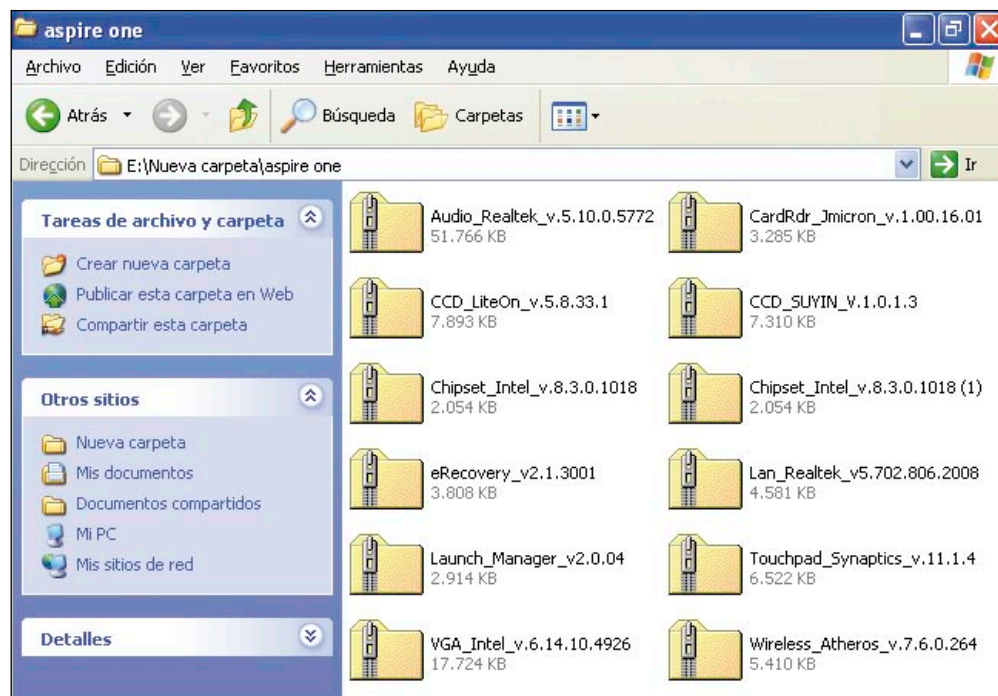 aspire one
Archivo Edición Ver Favoritos Herramientas Ayuda
Atrás Búsqueda Carpetas
Dirección E:\Nueva carpeta\aspire one Ir
Tareas de archivo y carpeta
Crear nueva carpeta
Publicar esta carpeta en Web
Compartir esta carpeta
Otros sitios
Nueva carpeta
Mis documentos
Documentos compartidos
Mi PC
Mis sitios de red
Detalles
Audio_Realtek_v.5.10.0.5772
51.766 KB
CardRdr_Jmicron_v.1.00.16.01
3.285 KB
CCD_LiteOn_v.5.8.33.1
7.893 KB
CCD_SUYIN_V.1.0.1.3
7.310 KB
Chipset_Intel_v.8.3.0.1018
2.054 KB
Chipset_Intel_v.8.3.0.1018 (1)
2.054 KB
eRecovery_v2.1.3001
3.808 KB
Lan_Realtek_v5.702.806.2008
4.581 KB
Launch_Manager_v2.0.04
2.914 KB
Touchpad_Synaptics_v.11.1.4
6.522 KB
VGA_Intel_v.6.14.10.4926
17.724 KB
Wireless_Atheros_v.7.6.0.264
5.410 KB